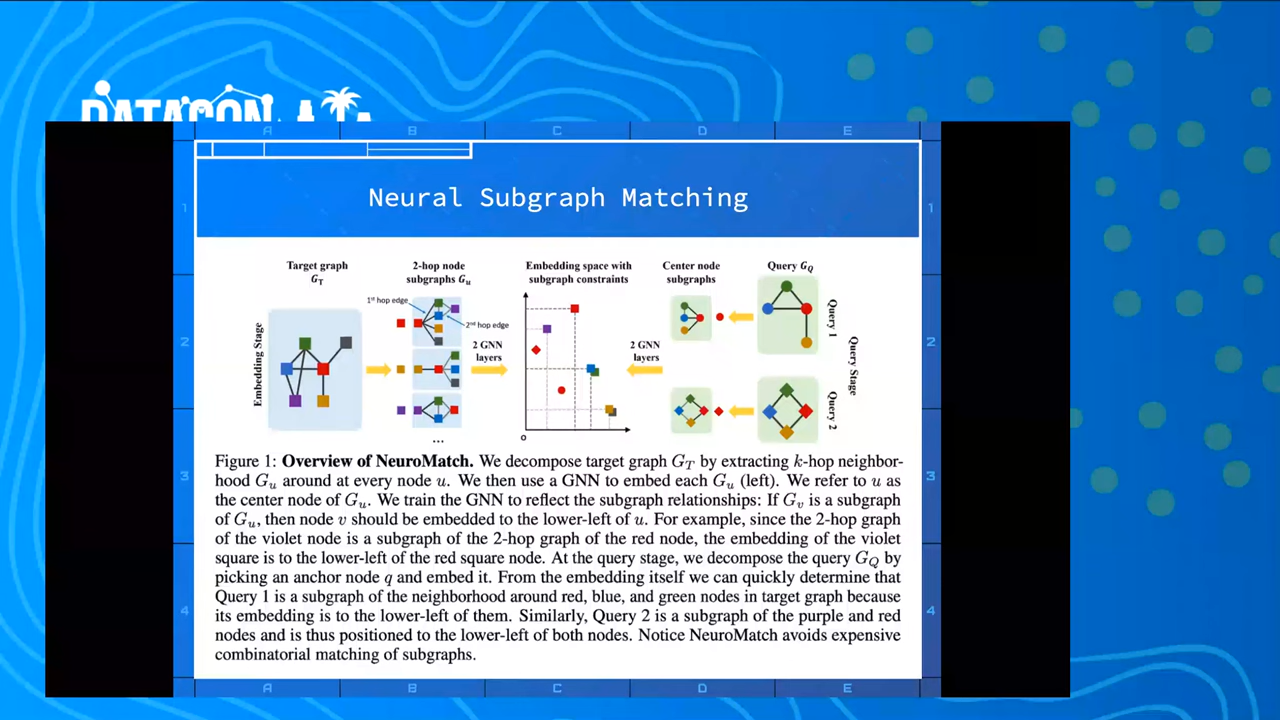 DATACON LA
A B C D E
Neural Subgraph Matching
1 1
Target graph
G_T
2-hop node
subgraphs G_u
Embedding space with
subgraph constraints
Center node
subgraphs
Query G_Q
1st hop edge
2nd hop edge
Embedding Stage
2 GNN
layers
2 GNN
layers
O
Query 1
Query Stage
Query 2
...
2 2
Figure 1: Overview of NeuroMatch. We decompose target graph G_T by extracting k-hop neighbor-
hood G_u around at every node u. We then use a GNN to embed each G_u (left). We refer to u as
the center node of G_u. We train the GNN to reflect the subgraph relationships: If G_v is a subgraph
of G_u, then node v should be embedded to the lower-left of u. For example, since the 2-hop graph
of the violet node is a subgraph of the 2-hop graph of the red node, the embedding of the violet
square is to the lower-left of the red square node. At the query stage, we decompose the query G_Q by
picking an anchor node q and embed it. From the embedding itself we can quickly determine that
Query 1 is a subgraph of the neighborhood around red, blue, and green nodes in target graph because
its embedding is to the lower-left of them. Similarly, Query 2 is a subgraph of the purple and red
nodes and is thus positioned to the lower-left of both nodes. Notice NeuroMatch avoids expensive
combinatorial matching of subgraphs.
3 3
4 4
A B C D E